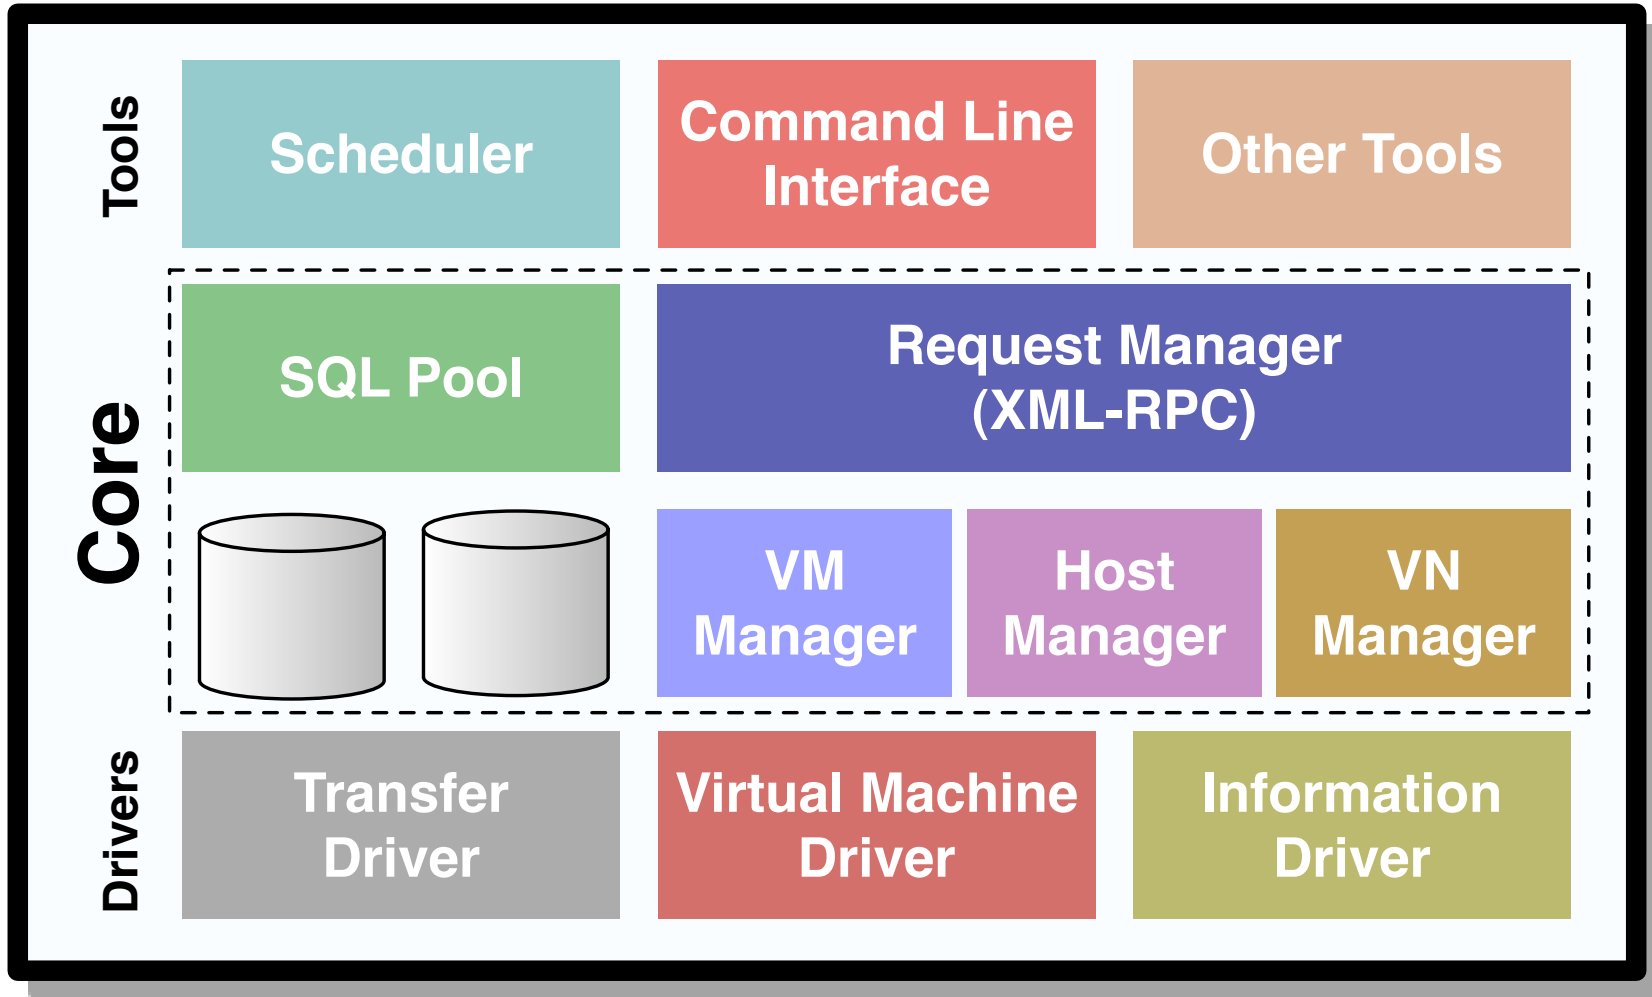 Tools
Scheduler
Command Line
Interface
Other Tools
Core
SQL Pool
Request Manager
(XML-RPC)
VM
Manager
Host
Manager
VN
Manager
Drivers
Transfer
Driver
Virtual Machine
Driver
Information
Driver